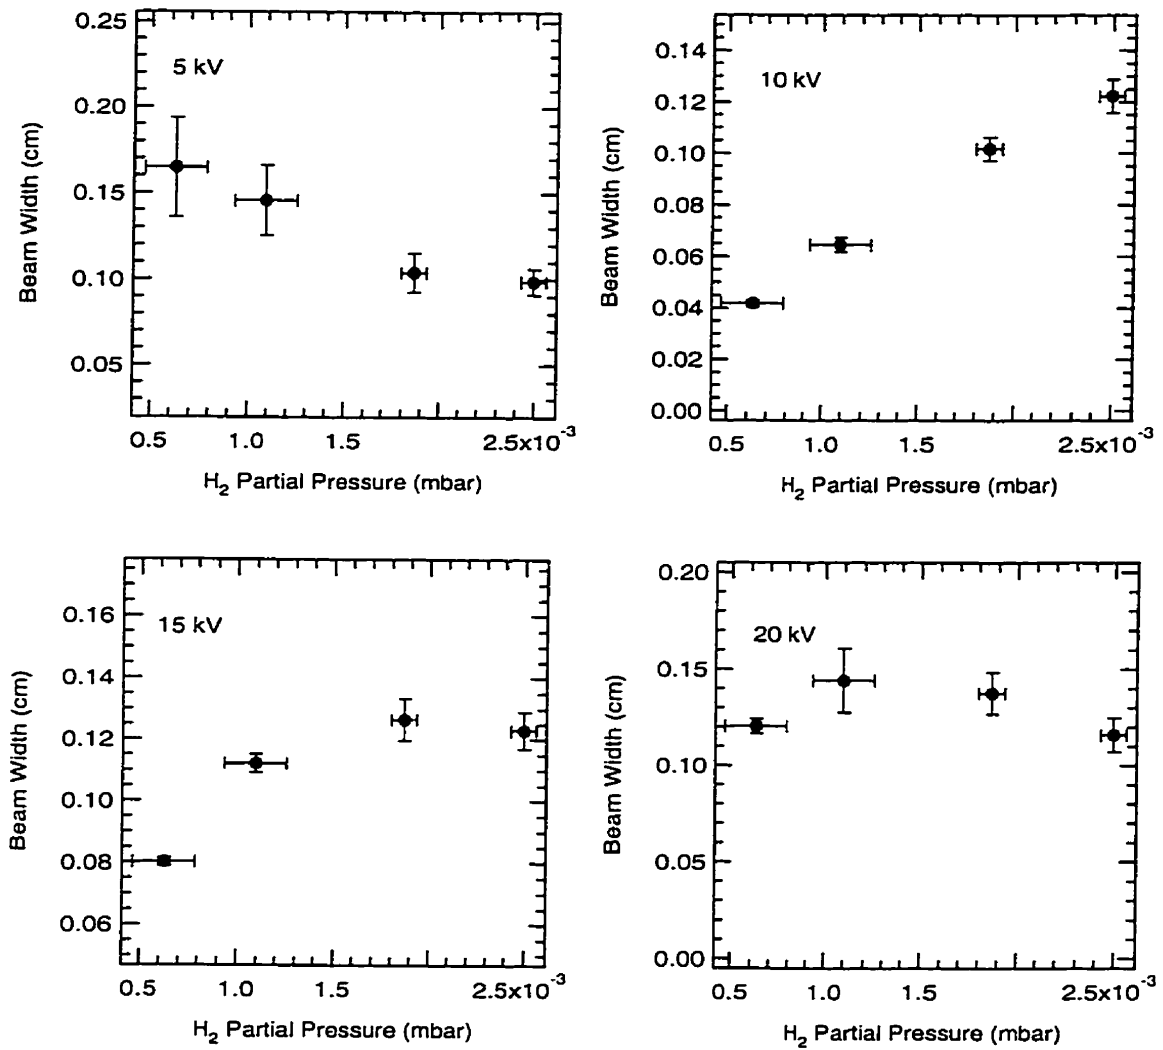 5 kV
0.25
0.20
0.15
0.10
0.05
Beam Width (cm)
0.5 1.0 1.5 2.5x10⁻³
H₂ Partial Pressure (mbar)
10 kV
0.14
0.12
0.10
0.08
0.06
0.04
0.02
0.00
Beam Width (cm)
0.5 1.0 1.5 2.5x10⁻³
H₂ Partial Pressure (mbar)
15 kV
0.16
0.14
0.12
0.10
0.08
0.06
Beam Width (cm)
0.5 1.0 1.5 2.5x10⁻³
H₂ Partial Pressure (mbar)
20 kV
0.20
0.15
0.10
0.05
0.00
Beam Width (cm)
0.5 1.0 1.5 2.5x10⁻³
H₂ Partial Pressure (mbar)